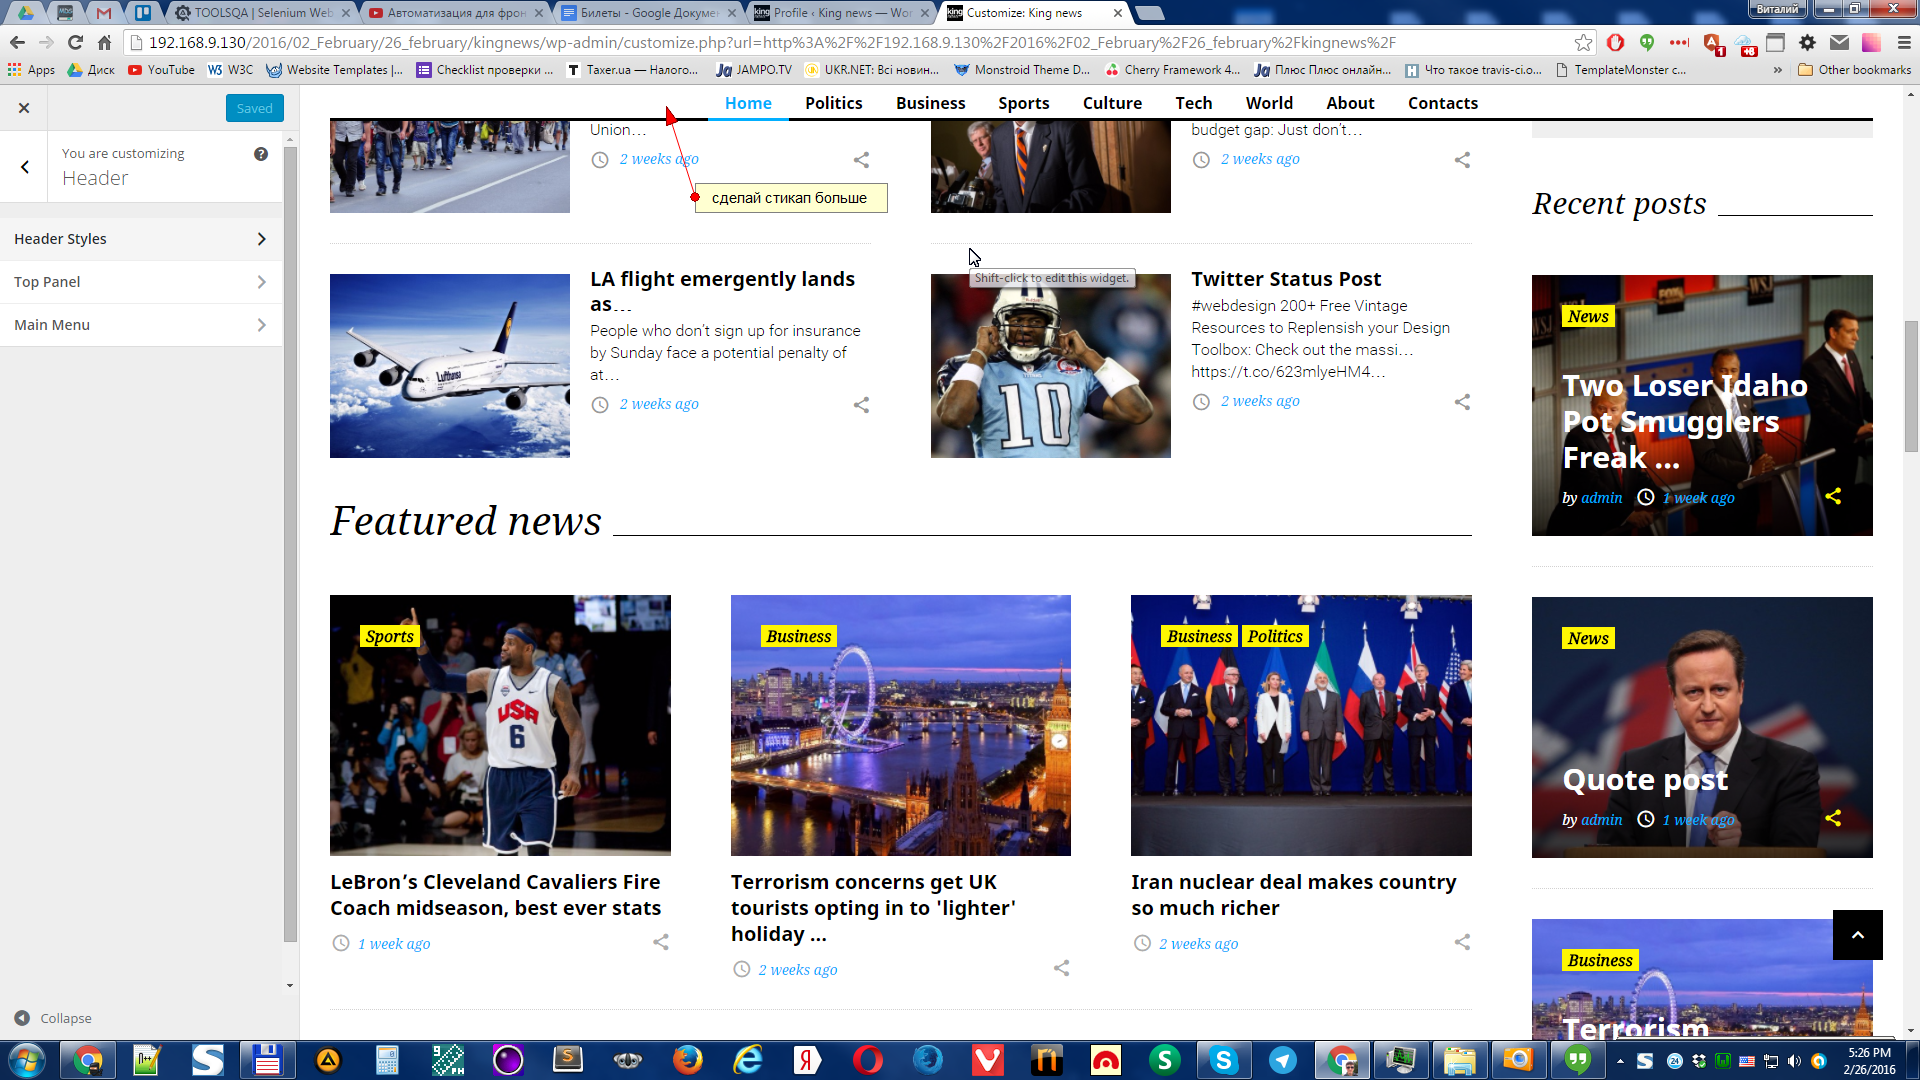 TOOLSQA | Selenium Web
Автоматизация для фрон
Билеты - Google Докумен
Profile ‹ King news — Wor
Customize: King news
Виталий
192.168.9.130/2016/02_February/26_february/kingnews/wp-admin/customize.php?url=http%3A%2F%2F192.168.9.130%2F2016%2F02_February%2F26_february%2Fkingnews%2F
Apps
Диск
YouTube
W3C
Website Templates |...
Checklist проверки ...
Taxer.ua — Налого...
JAMPO.TV
UKR.NET: Всі новин...
Monstroid Theme D...
Cherry Framework 4...
Плюс Плюс онлайн...
Что такое travis-ci.o...
TemplateMonster c...
Other bookmarks
Saved
You are customizing
Header
Header Styles
Top Panel
Main Menu
Collapse
Home
Politics
Business
Sports
Culture
Tech
World
About
Contacts
Union…
2 weeks ago
budget gap: Just don’t…
2 weeks ago
сделай стикап больше
Shift-click to edit this widget.
LA flight emergently lands
as…
People who don’t sign up for insurance
by Sunday face a potential penalty of
at…
2 weeks ago
Lufthansa
10
Twitter Status Post
#webdesign 200+ Free Vintage
Resources to Replensish your Design
Toolbox: Check out the massi…
https://t.co/623mlyeHM4…
2 weeks ago
Featured news
Sports
USA
6
LeBron’s Cleveland Cavaliers Fire
Coach midseason, best ever stats
1 week ago
Business
Terrorism concerns get UK
tourists opting in to 'lighter'
holiday ...
2 weeks ago
Business
Politics
Iran nuclear deal makes country
so much richer
2 weeks ago
Recent posts
News
Two Loser Idaho
Pot Smugglers
Freak ...
by admin
1 week ago
News
Quote post
by admin
1 week ago
Business
Terrorism
5:26 PM
2/26/2016